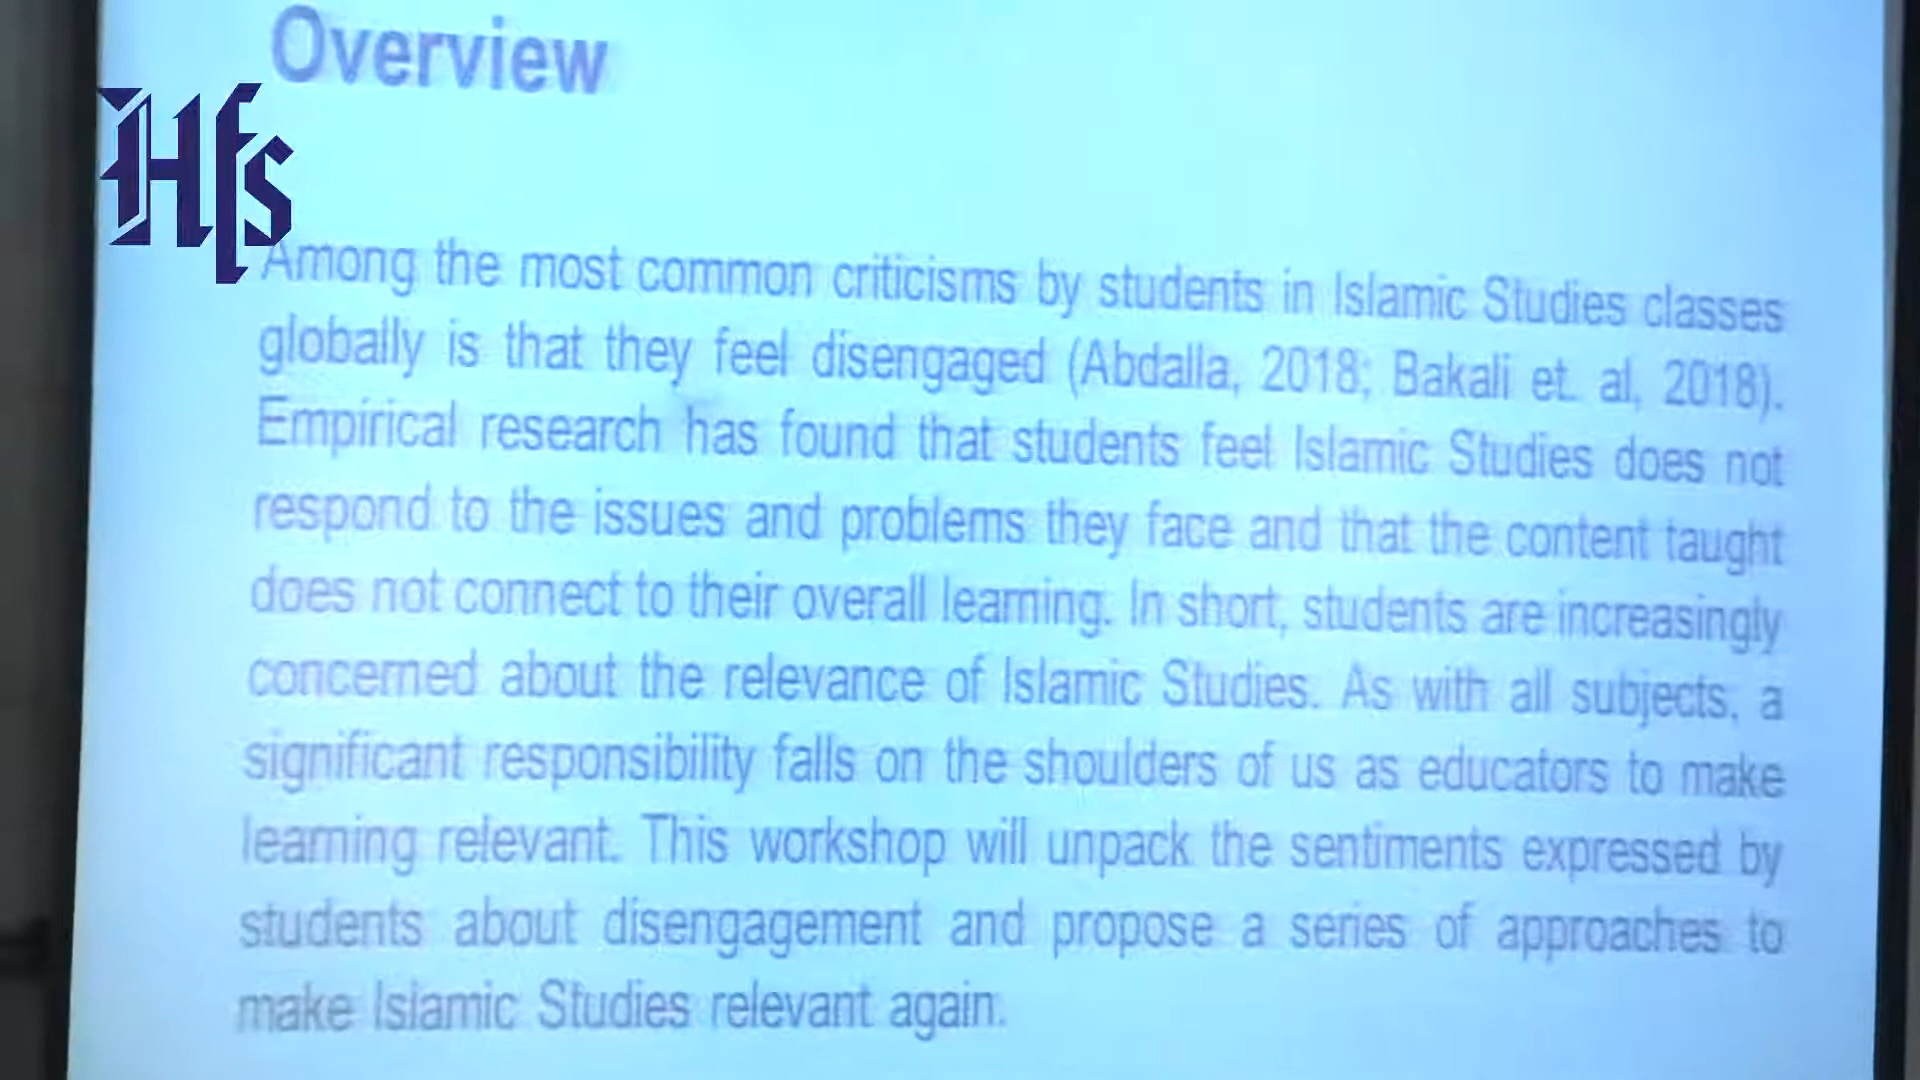 Overview
Hfs
Among the most common criticisms by students in Islamic Studies classes
globally is that they feel disengaged (Abdalla, 2018; Bakali et. al, 2018).
Empirical research has found that students feel Islamic Studies does not
respond to the issues and problems they face and that the content taught
does not connect to their overall learning. In short, students are increasingly
concerned about the relevance of Islamic Studies. As with all subjects, a
significant responsibility falls on the shoulders of us as educators to make
learning relevant. This workshop will unpack the sentiments expressed by
students about disengagement and propose a series of approaches to
make Islamic Studies relevant again.